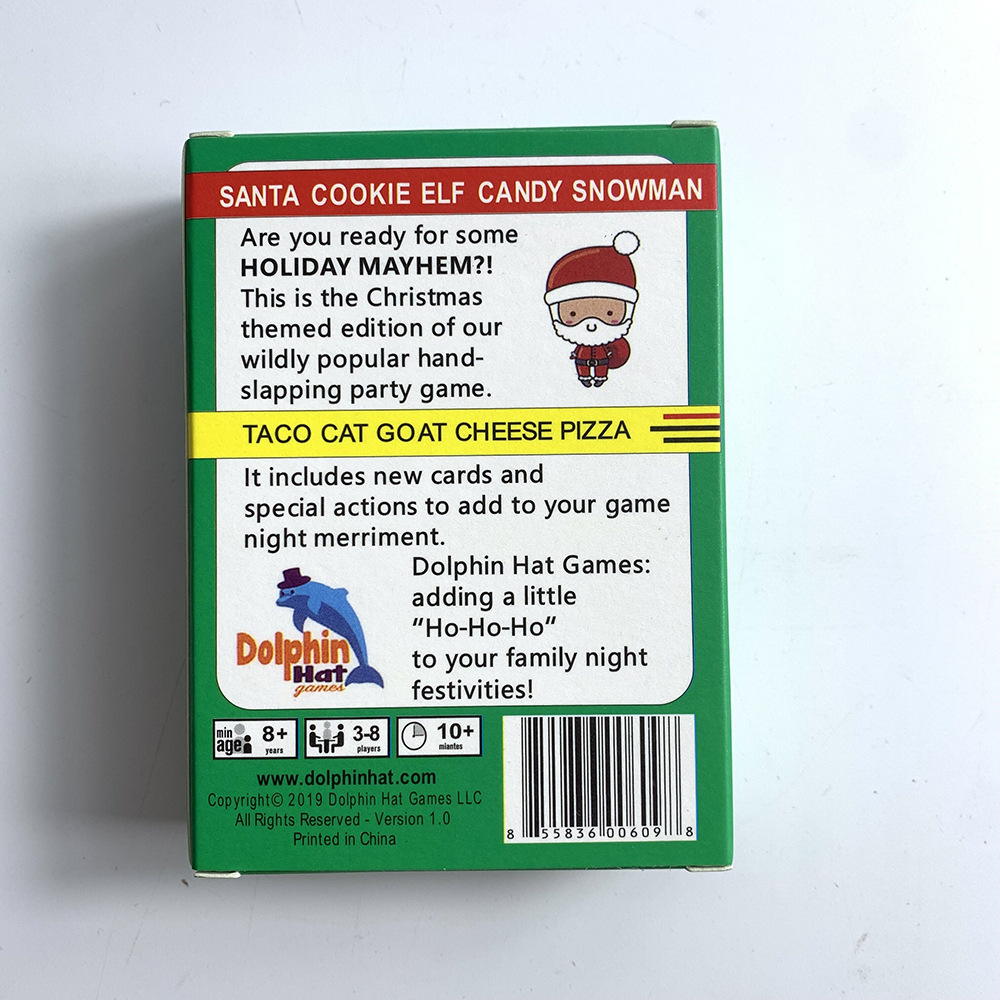 SANTA COOKIE ELF CANDY SNOWMAN
Are you ready for some
HOLIDAY MAYHEM?!
This is the Christmas
themed edition of our
wildly popular hand-
slapping party game.
TACO CAT GOAT CHEESE PIZZA
It includes new cards and
special actions to add to your game
night merriment.
Dolphin Hat Games:
adding a little
"Ho-Ho-Ho"
to your family night
festivities!
Dolphin
Hat
games
min
age
8+
years
3-8
players
10+
miantes
www.dolphinhat.com
Copyright© 2019 Dolphin Hat Games LLC
All Rights Reserved - Version 1.0
Printed in China
8 55836 00609 8